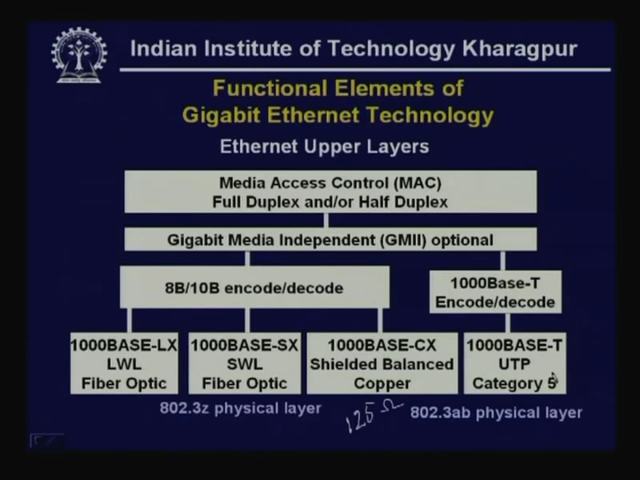 Indian Institute of Technology Kharagpur
Functional Elements of
Gigabit Ethernet Technology
Ethernet Upper Layers
Media Access Control (MAC)
Full Duplex and/or Half Duplex
Gigabit Media Independent (GMII) optional
8B/10B encode/decode
1000Base-T
Encode/decode
1000BASE-LX
LWL
Fiber Optic
1000BASE-SX
SWL
Fiber Optic
1000BASE-CX
Shielded Balanced
Copper
1000BASE-T
UTP
Category 5
802.3z physical layer
125 Ω
802.3ab physical layer